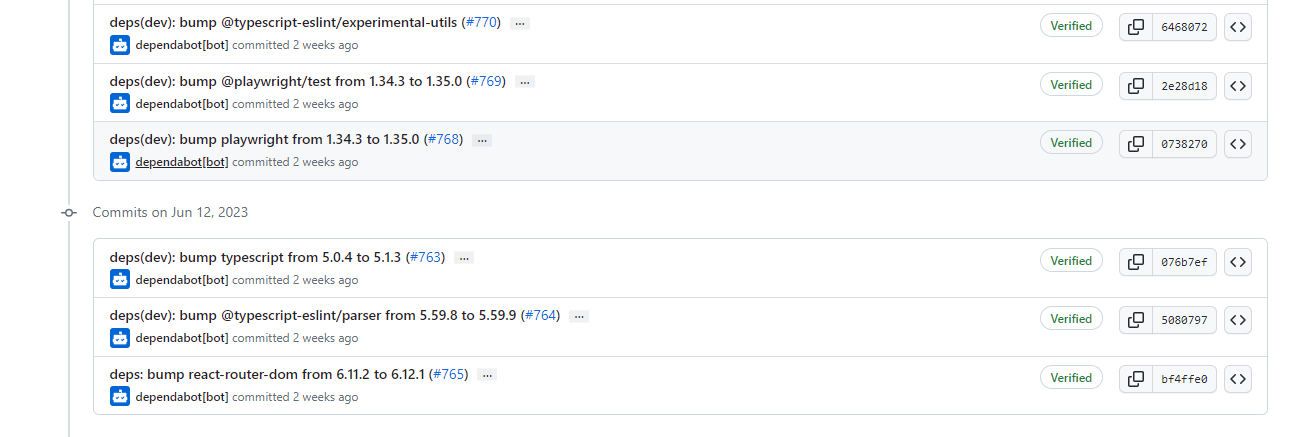 deps(dev): bump @typescript-eslint/experimental-utils (#770) ...
dependabot[bot] committed 2 weeks ago
Verified
6468072
deps(dev): bump @playwright/test from 1.34.3 to 1.35.0 (#769) ...
dependabot[bot] committed 2 weeks ago
Verified
2e28d18
deps(dev): bump playwright from 1.34.3 to 1.35.0 (#768) ...
dependabot[bot] committed 2 weeks ago
Verified
0738270
Commits on Jun 12, 2023
deps(dev): bump typescript from 5.0.4 to 5.1.3 (#763) ...
dependabot[bot] committed 2 weeks ago
Verified
076b7ef
deps(dev): bump @typescript-eslint/parser from 5.59.8 to 5.59.9 (#764) ...
dependabot[bot] committed 2 weeks ago
Verified
5080797
deps: bump react-router-dom from 6.11.2 to 6.12.1 (#765) ...
dependabot[bot] committed 2 weeks ago
Verified
bf4ffe0